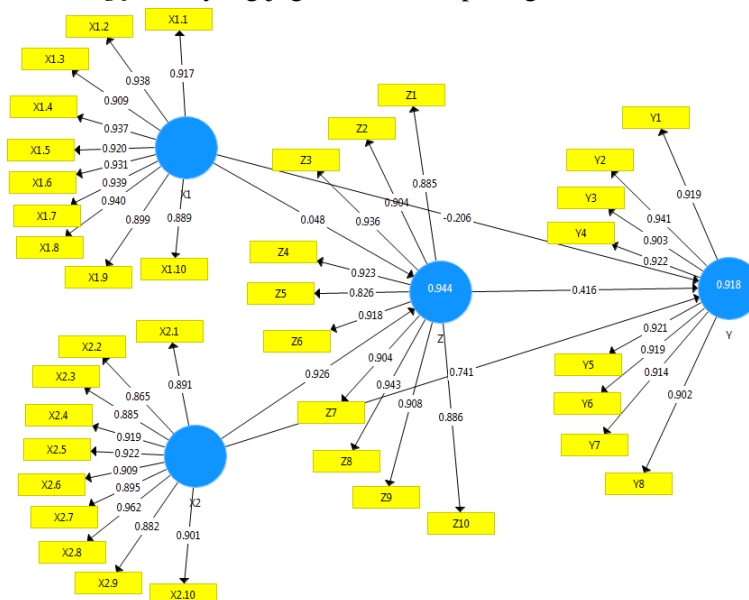 X1.1
X1.2
X1.3
X1.4
X1.5
X1.6
X1.7
X1.8
X1.9
X1.10
0.917
0.938
0.909
0.937
0.920
0.931
0.939
0.940
0.899
0.889
X1
0.048
-0.206
Z1
Z2
Z3
Z4
Z5
Z6
Z7
Z8
Z9
Z10
0.885
0.904
0.936
0.923
0.826
0.918
0.904
0.943
0.908
0.886
0.944
Z
0.416
X2.1
X2.2
X2.3
X2.4
X2.5
X2.6
X2.7
X2.8
X2.9
X2.10
0.891
0.865
0.885
0.919
0.922
0.909
0.895
0.962
0.882
0.901
X2
0.926
0.741
Y1
Y2
Y3
Y4
Y5
Y6
Y7
Y8
0.919
0.941
0.903
0.922
0.921
0.919
0.914
0.902
0.918
Y